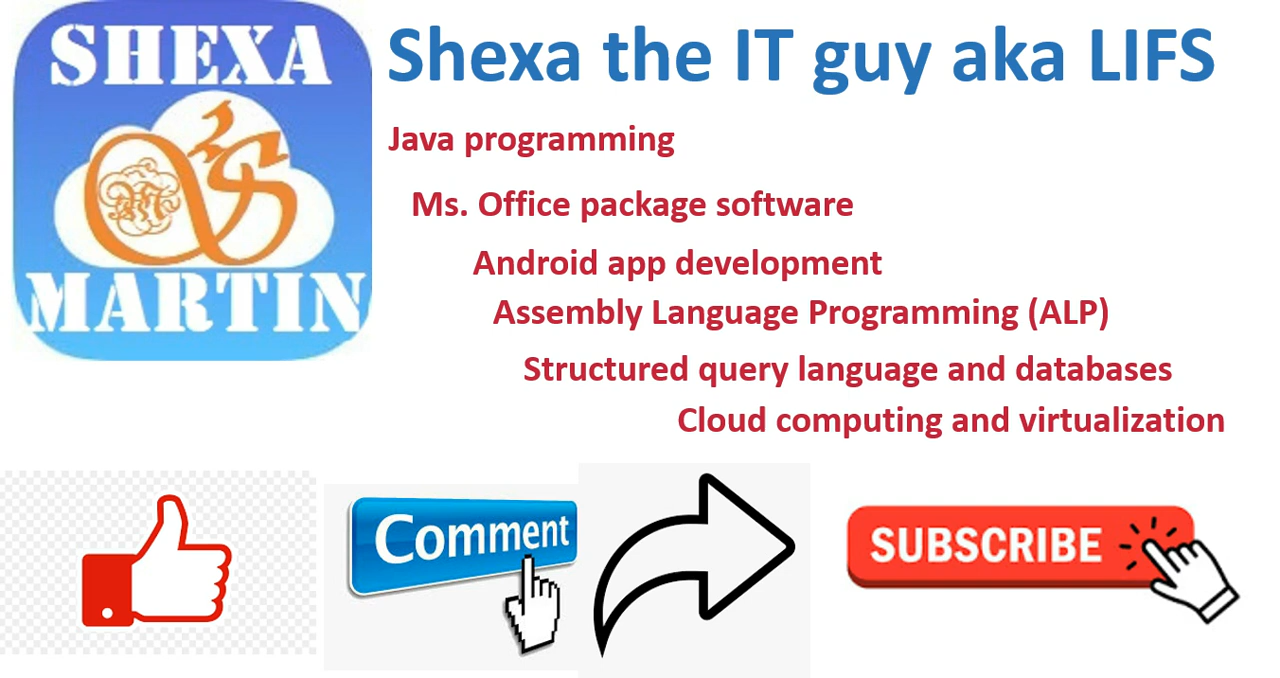 SHEXA
MARTIN
Shexa the IT guy aka LIFS
Java programming
Ms. Office package software
Android app development
Assembly Language Programming (ALP)
Structured query language and databases
Cloud computing and virtualization
Comment
SUBSCRIBE